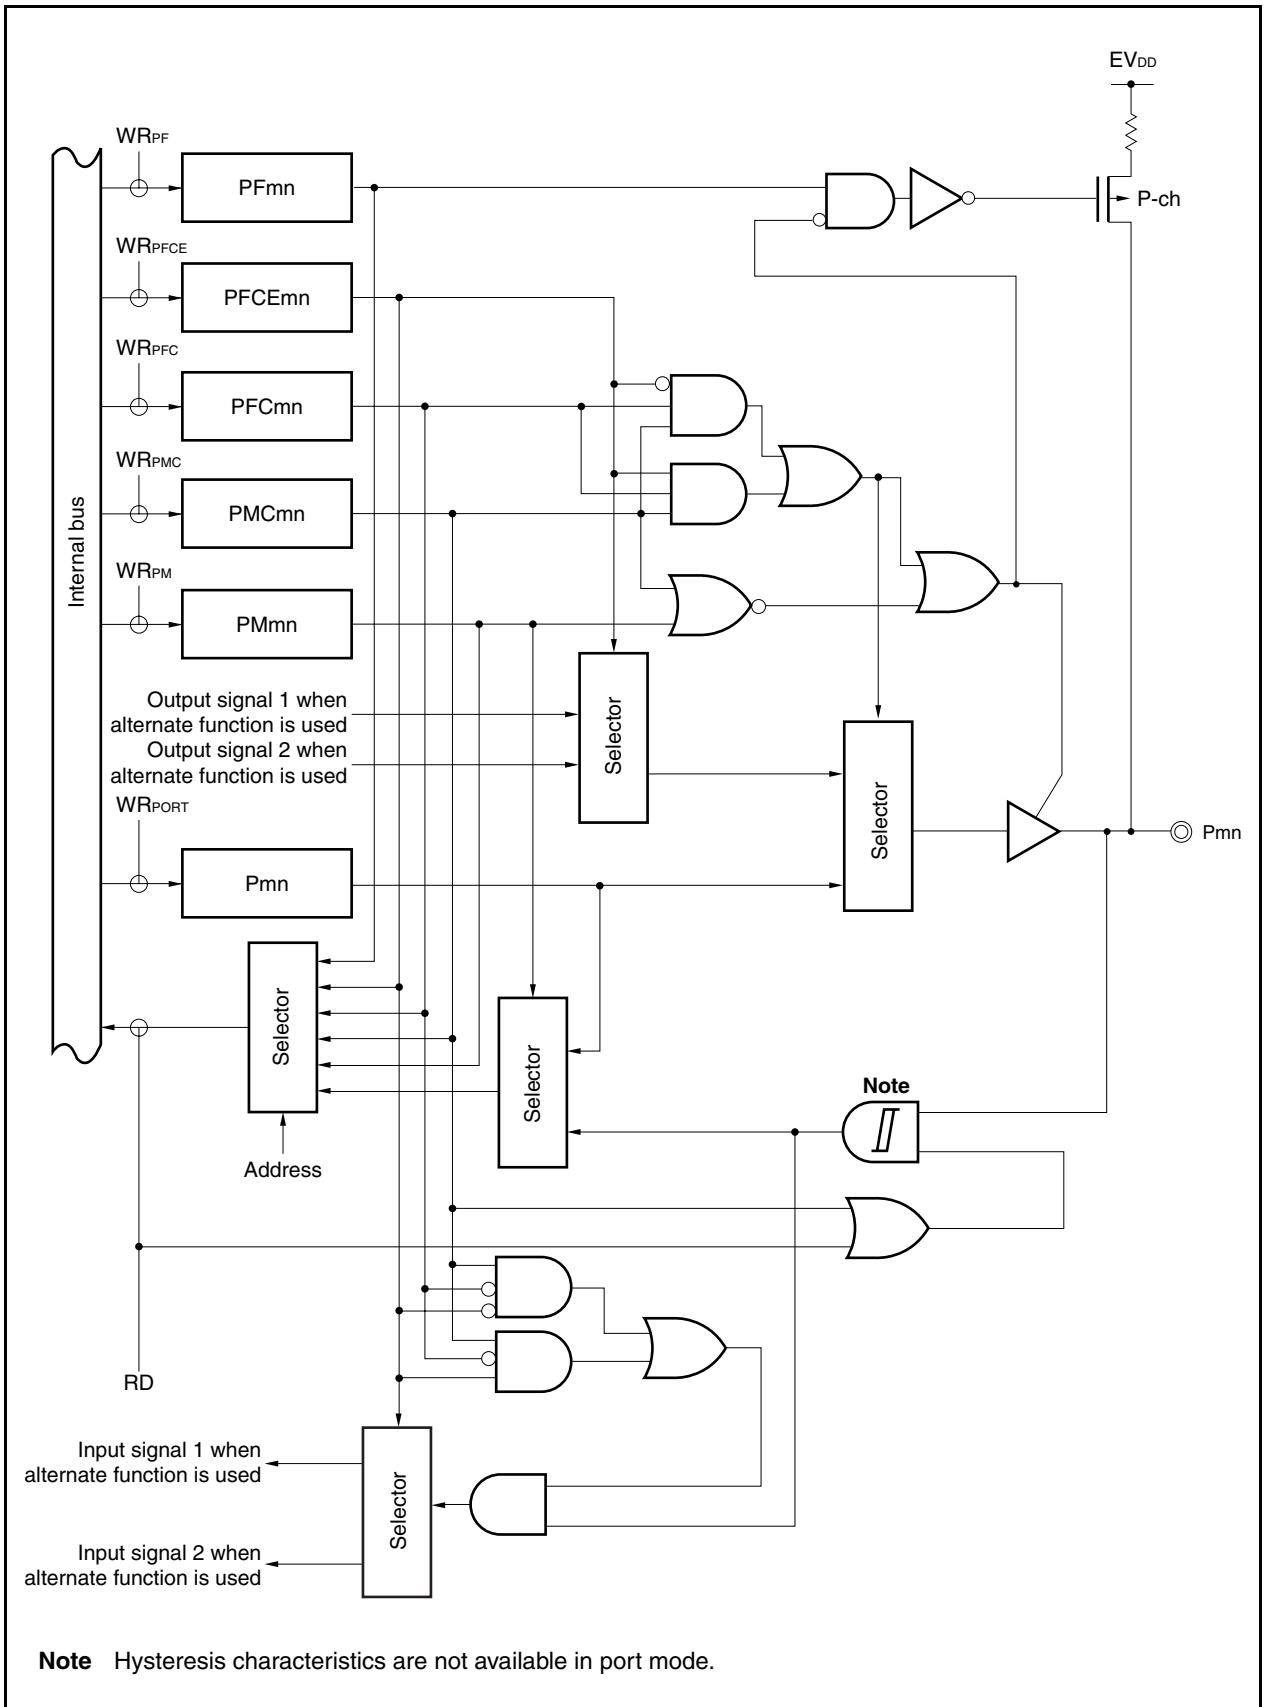 EVDD
WRPF
PFmn
P-ch
WRPFCE
PFCEmn
WRPFC
PFCmn
WRPMC
PMCmn
Internal bus
WRPM
PMmn
Output signal 1 when
alternate function is used
Output signal 2 when
alternate function is used
Selector
WRPORT
Selector
Pmn
Pmn
Selector
Selector
Note
Address
RD
Input signal 1 when
alternate function is used
Selector
Input signal 2 when
alternate function is used
Note Hysteresis characteristics are not available in port mode.